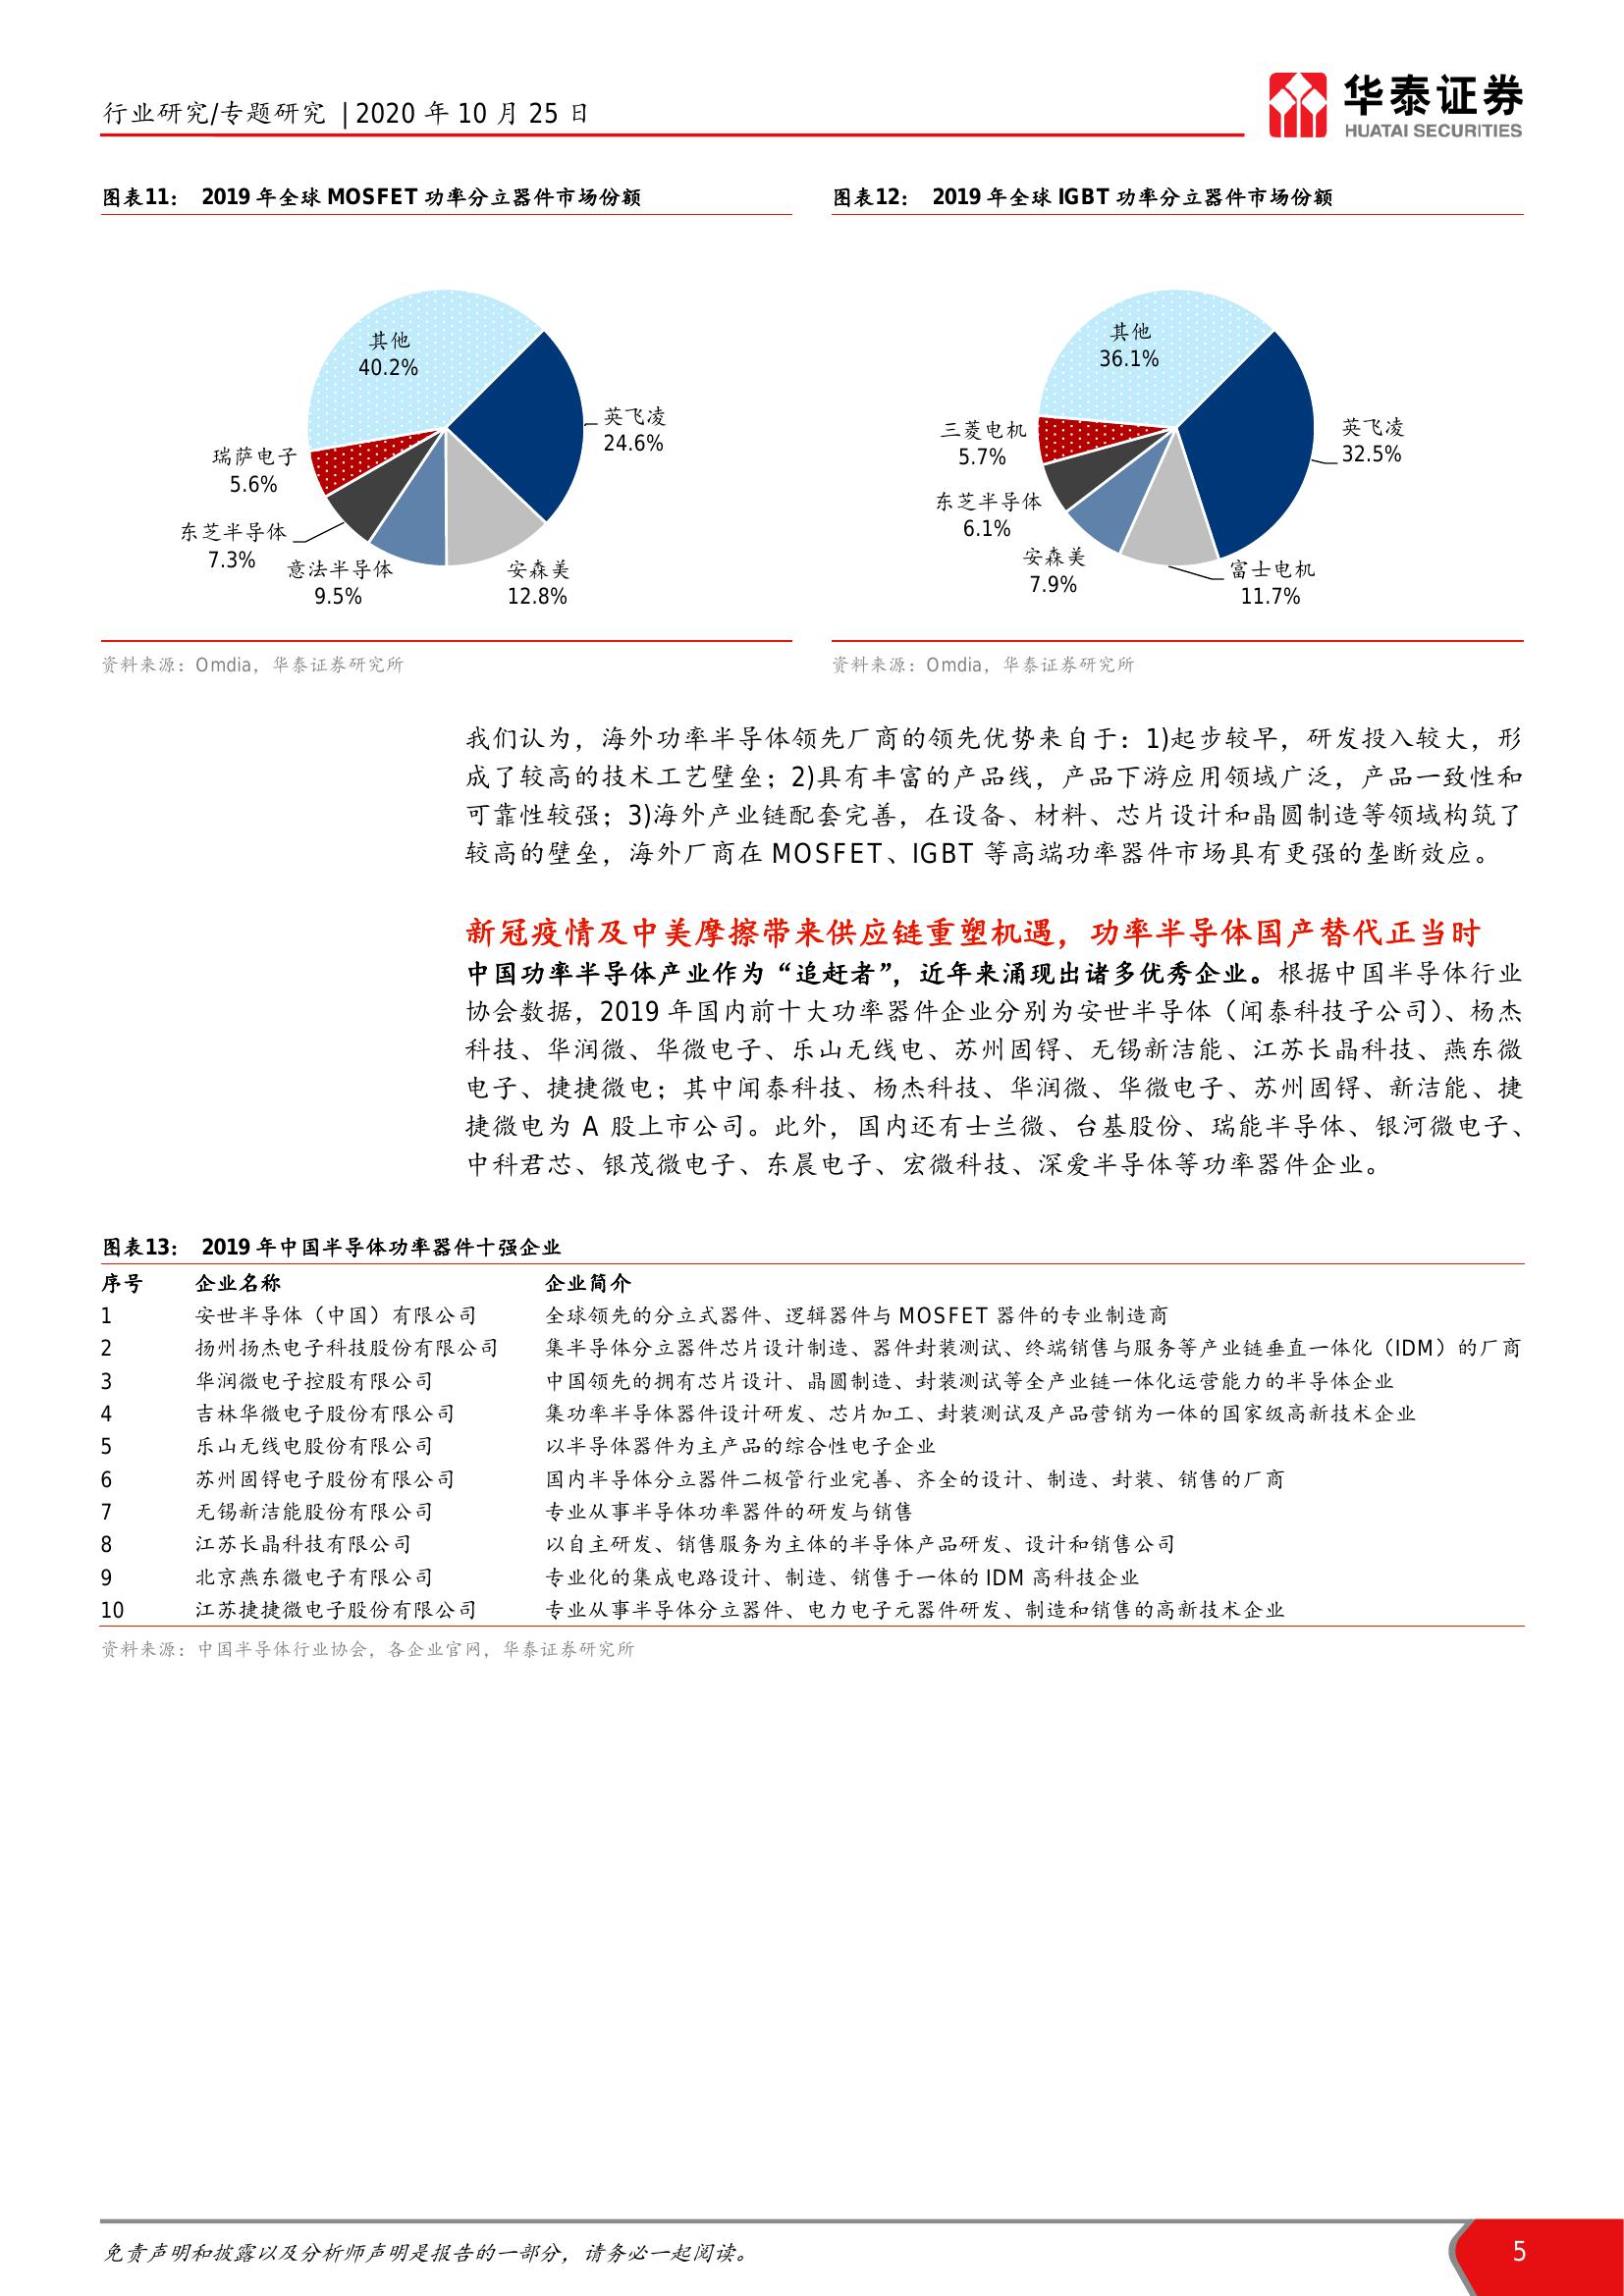 行业研究/专题研究 | 2020 年 10 月 25 日
华泰证券
HUATAI SECURITIES
图表11： 2019 年全球 MOSFET 功率分立器件市场份额
其他
40.2%
英飞凌
24.6%
瑞萨电子
5.6%
东芝半导体
7.3%
意法半导体
9.5%
安森美
12.8%
资料来源：Omdia，华泰证券研究所
图表12： 2019 年全球 IGBT 功率分立器件市场份额
其他
36.1%
英飞凌
32.5%
三菱电机
5.7%
东芝半导体
6.1%
安森美
7.9%
富士电机
11.7%
资料来源：Omdia，华泰证券研究所
我们认为，海外功率半导体领先厂商的领先优势来自于：1)起步较早，研发投入较大，形
成了较高的技术工艺壁垒；2)具有丰富的产品线，产品下游应用领域广泛，产品一致性和
可靠性较强；3)海外产业链配套完善，在设备、材料、芯片设计和晶圆制造等领域构筑了
较高的壁垒，海外厂商在 MOSFET、IGBT 等高端功率器件市场具有更强的垄断效应。
新冠疫情及中美摩擦带来供应链重塑机遇，功率半导体国产替代正当时
中国功率半导体产业作为“追赶者”，近年来涌现出诸多优秀企业。根据中国半导体行业
协会数据，2019 年国内前十大功率器件企业分别为安世半导体（闻泰科技子公司）、杨杰
科技、华润微、华微电子、乐山无线电、苏州固锝、无锡新洁能、江苏长晶科技、燕东微
电子、捷捷微电；其中闻泰科技、杨杰科技、华润微、华微电子、苏州固锝、新洁能、捷
捷微电为 A 股上市公司。此外，国内还有士兰微、台基股份、瑞能半导体、银河微电子、
中科君芯、银茂微电子、东晨电子、宏微科技、深爱半导体等功率器件企业。
图表13： 2019 年中国半导体功率器件十强企业
序号 企业名称 企业简介
1 安世半导体（中国）有限公司 全球领先的分立式器件、逻辑器件与 MOSFET 器件的专业制造商
2 扬州扬杰电子科技股份有限公司 集半导体分立器件芯片设计制造、器件封装测试、终端销售与服务等产业链垂直一体化（IDM）的厂商
3 华润微电子控股有限公司 中国领先的拥有芯片设计、晶圆制造、封装测试等全产业链一体化运营能力的半导体企业
4 吉林华微电子股份有限公司 集功率半导体器件设计研发、芯片加工、封装测试及产品营销为一体的国家级高新技术企业
5 乐山无线电股份有限公司 以半导体器件为主产品的综合性电子企业
6 苏州固锝电子股份有限公司 国内半导体分立器件二极管行业完善、齐全的设计、制造、封装、销售的厂商
7 无锡新洁能股份有限公司 专业从事半导体功率器件的研发与销售
8 江苏长晶科技有限公司 以自主研发、销售服务为主体的半导体产品研发、设计和销售公司
9 北京燕东微电子有限公司 专业化的集成电路设计、制造、销售于一体的 IDM 高科技企业
10 江苏捷捷微电子股份有限公司 专业从事半导体分立器件、电力电子元器件研发、制造和销售的高新技术企业
资料来源：中国半导体行业协会，各企业官网，华泰证券研究所
免责声明和披露以及分析师声明是报告的一部分，请务必一起阅读。
5